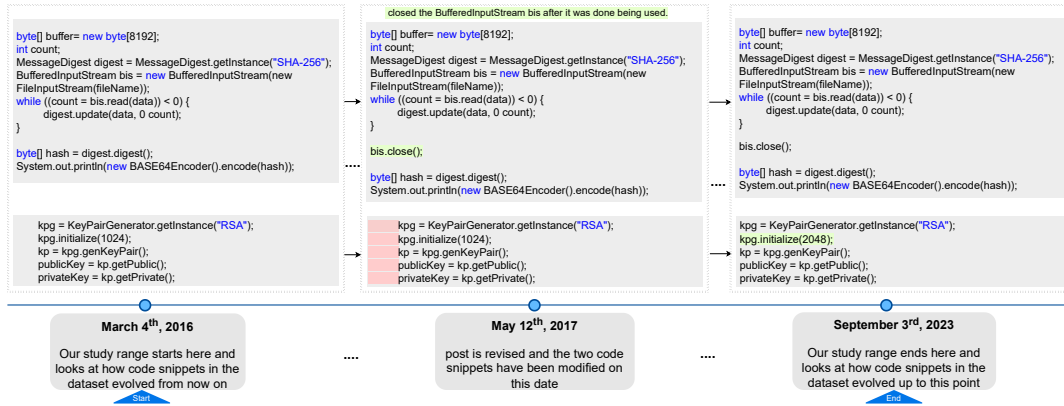 closed the BufferedInputStream bis after it was done being used.
byte[] buffer= new byte[8192];
int count;
MessageDigest digest = MessageDigest.getInstance("SHA-256");
BufferedInputStream bis = new BufferedInputStream(new
FileInputStream(fileName));
while ((count = bis.read(data)) < 0) {
digest.update(data, 0 count);
}
byte[] hash = digest.digest();
System.out.println(new BASE64Encoder().encode(hash));
kpg = KeyPairGenerator.getInstance("RSA");
kpg.initialize(1024);
kp = kpg.genKeyPair();
publicKey = kp.getPublic();
privateKey = kp.getPrivate();
....
byte[] buffer= new byte[8192];
int count;
MessageDigest digest = MessageDigest.getInstance("SHA-256");
BufferedInputStream bis = new BufferedInputStream(new
FileInputStream(fileName));
while ((count = bis.read(data)) < 0) {
digest.update(data, 0 count);
}
bis.close();
byte[] hash = digest.digest();
System.out.println(new BASE64Encoder().encode(hash));
kpg = KeyPairGenerator.getInstance("RSA");
kpg.initialize(1024);
kp = kpg.genKeyPair();
publicKey = kp.getPublic();
privateKey = kp.getPrivate();
....
byte[] buffer= new byte[8192];
int count;
MessageDigest digest = MessageDigest.getInstance("SHA-256");
BufferedInputStream bis = new BufferedInputStream(new
FileInputStream(fileName));
while ((count = bis.read(data)) < 0) {
digest.update(data, 0 count);
}
bis.close();
byte[] hash = digest.digest();
System.out.println(new BASE64Encoder().encode(hash));
kpg = KeyPairGenerator.getInstance("RSA");
kpg.initialize(2048);
kp = kpg.genKeyPair();
publicKey = kp.getPublic();
privateKey = kp.getPrivate();
March 4th, 2016
Our study range starts here and
looks at how code snippets in the
dataset evolved from now on
Start
....
May 12th, 2017
post is revised and the two code
snippets have been modified on
this date
....
September 3rd, 2023
Our study range ends here and
looks at how code snippets in the
dataset evolved up to this point
End